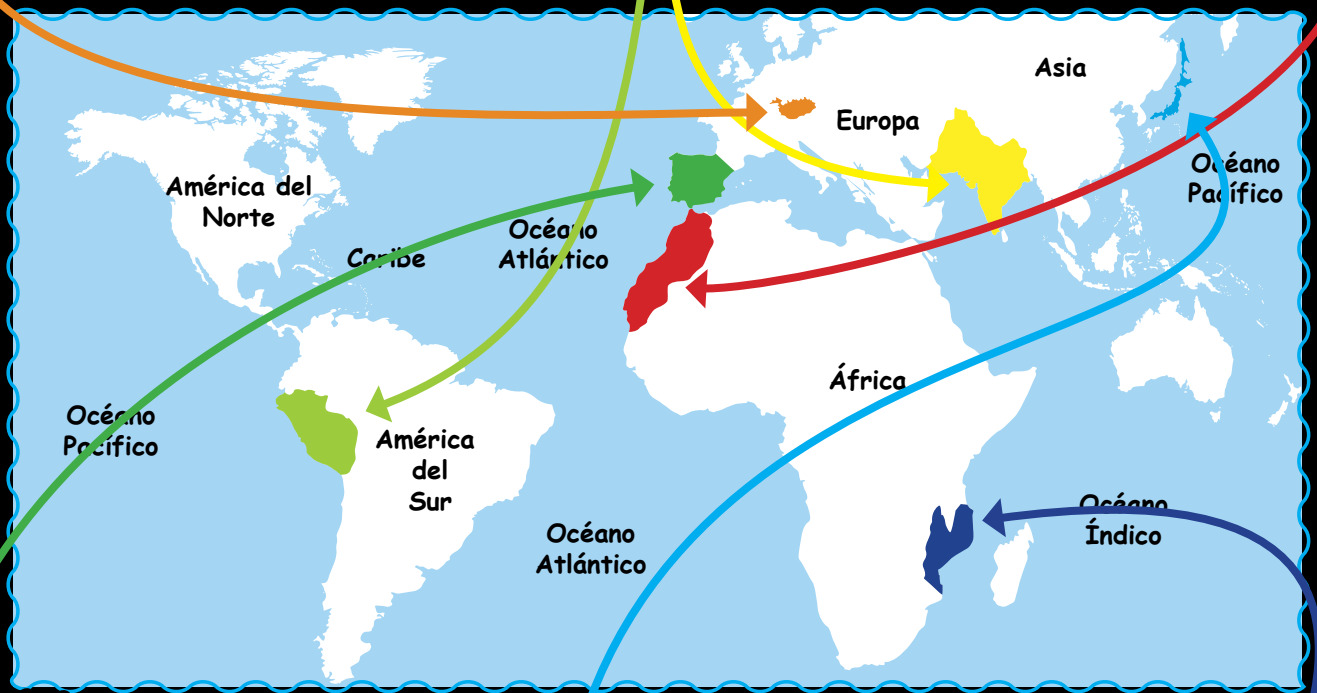 Asia
Europa
Océano
Pacífico
América del
Norte
Océano
Atlántico
Caribe
África
Océano
Pacífico
América
del
Sur
Océano
Índico
Océano
Atlántico